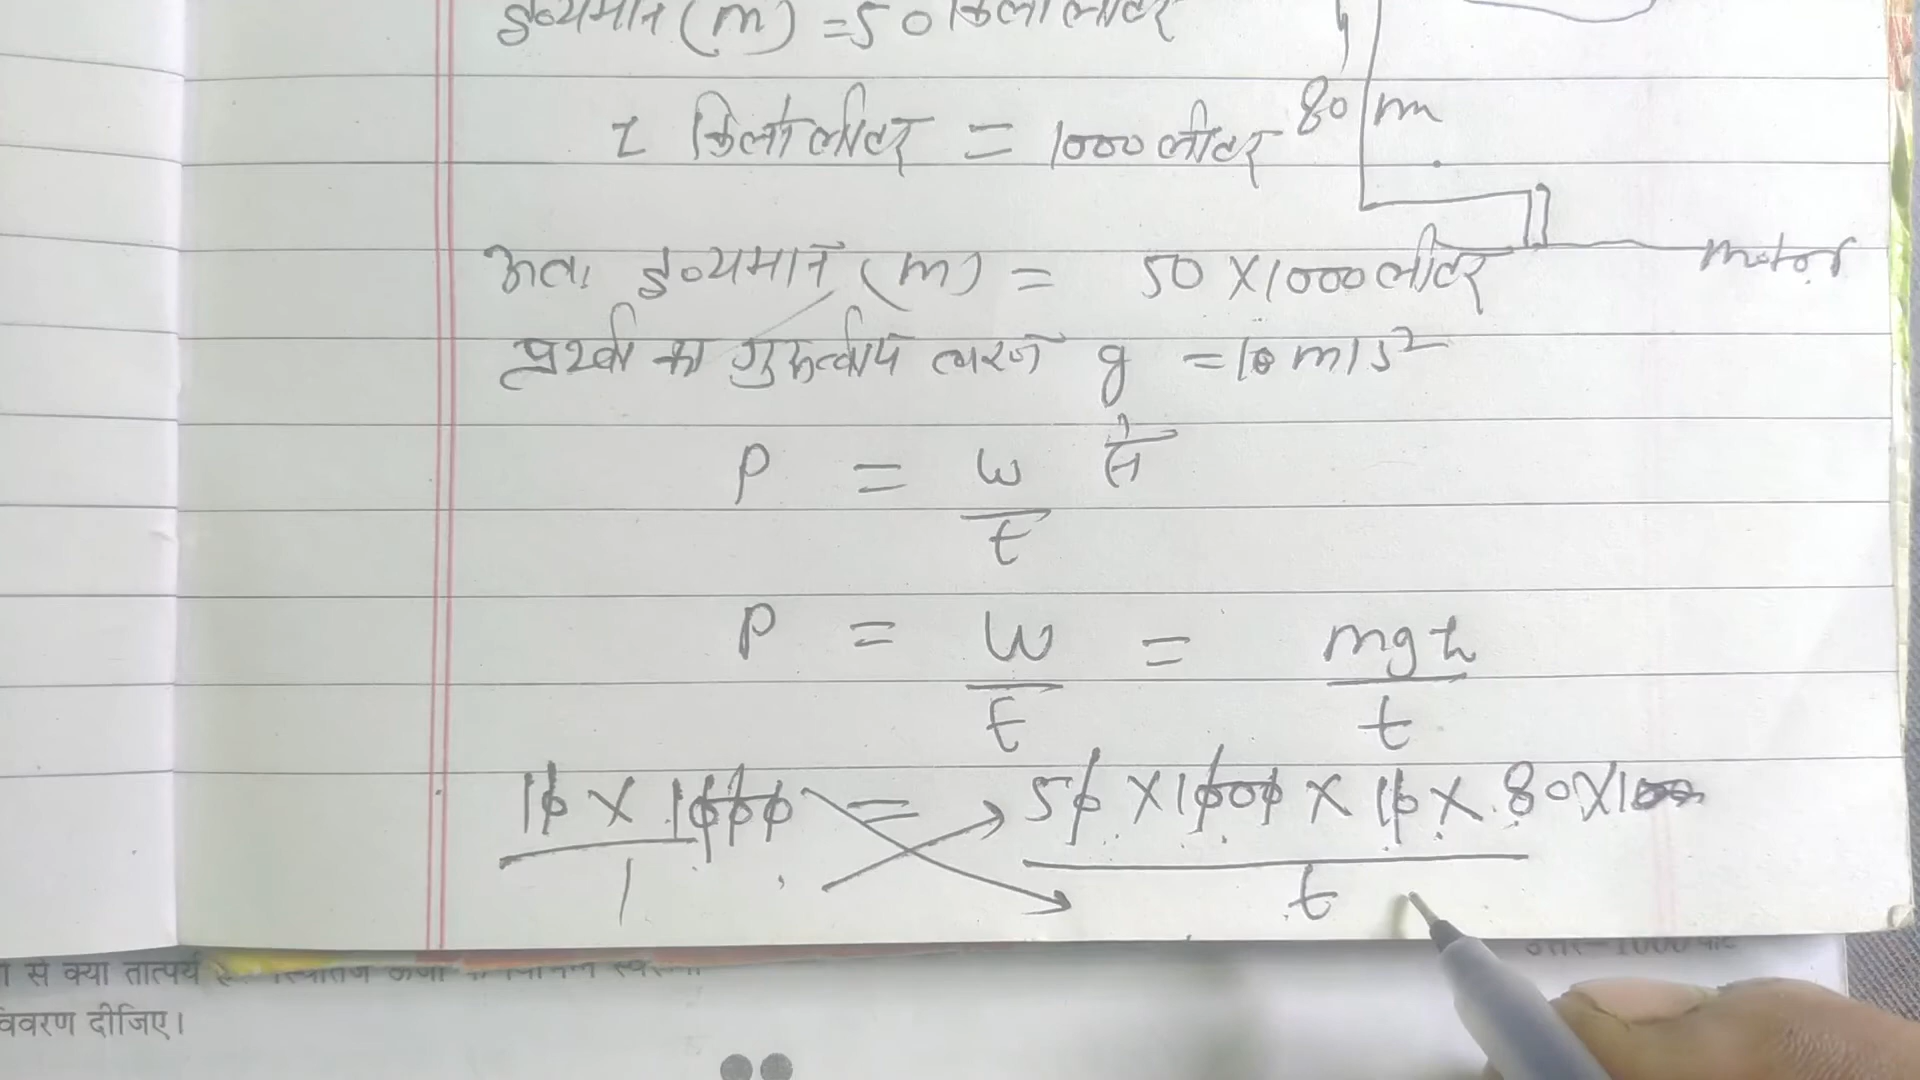 द्रव्यमान (m) = 50 किलो लीटर
1 किलो लीटर = 1000 लीटर
80 m
अतः द्रव्यमान (m) = 50 X 1000 लीटर
motor
पृथ्वी का गुरुत्वीय त्वरण g = 10 m/s²
P = W/t से
P = W/t = mgh/t
10 X 1000/1 = 50 X 1000 X 10 X 80 X 100/t
से क्या तात्पर्य है
विवरण दीजिए।